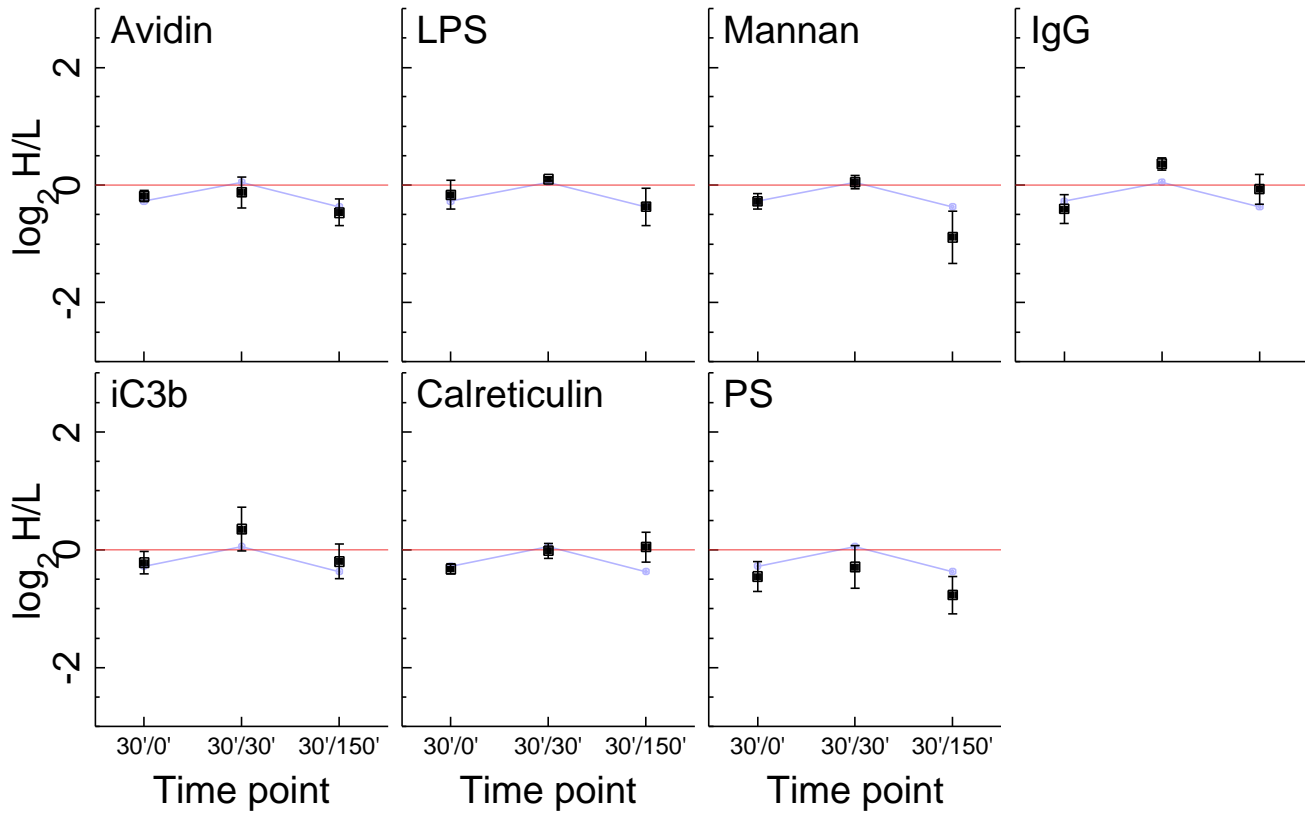 Avidin
LPS
Mannan
IgG
log2 H/L
2
0
-2
iC3b
Calreticulin
PS
log2 H/L
2
0
-2
30'/0' 30'/30' 30'/150'
30'/0' 30'/30' 30'/150'
30'/0' 30'/30' 30'/150'
Time point
Time point
Time point